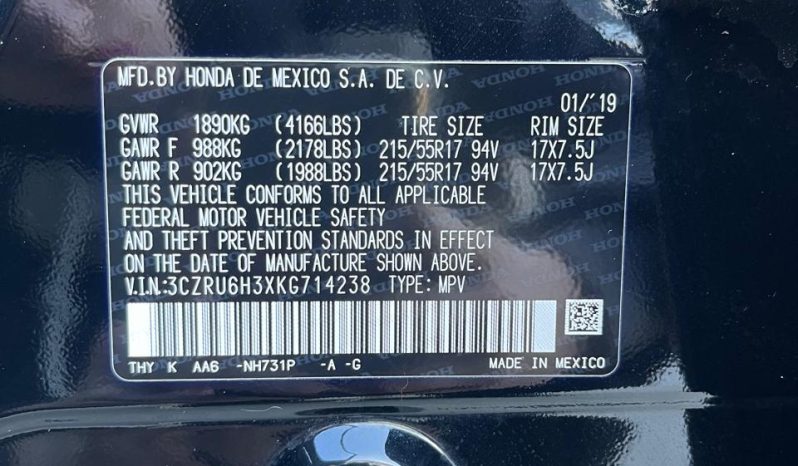 MFD.BY HONDA DE MEXICO S.A. DE C.V.
01/'19
GVWR 1890KG (4166LBS) TIRE SIZE RIM SIZE
GAWR F 988KG (2178LBS) 215/55R17 94V 17X7.5J
GAWR R 902KG (1988LBS) 215/55R17 94V 17X7.5J
THIS VEHICLE CONFORMS TO ALL APPLICABLE
FEDERAL MOTOR VEHICLE SAFETY
AND THEFT PREVENTION STANDARDS IN EFFECT
ON THE DATE OF MANUFACTURE SHOWN ABOVE.
V.I.N.:3CZRU6H3XKG714238 TYPE: MPV
THY K AA6 -NH731P -A -G MADE IN MEXICO